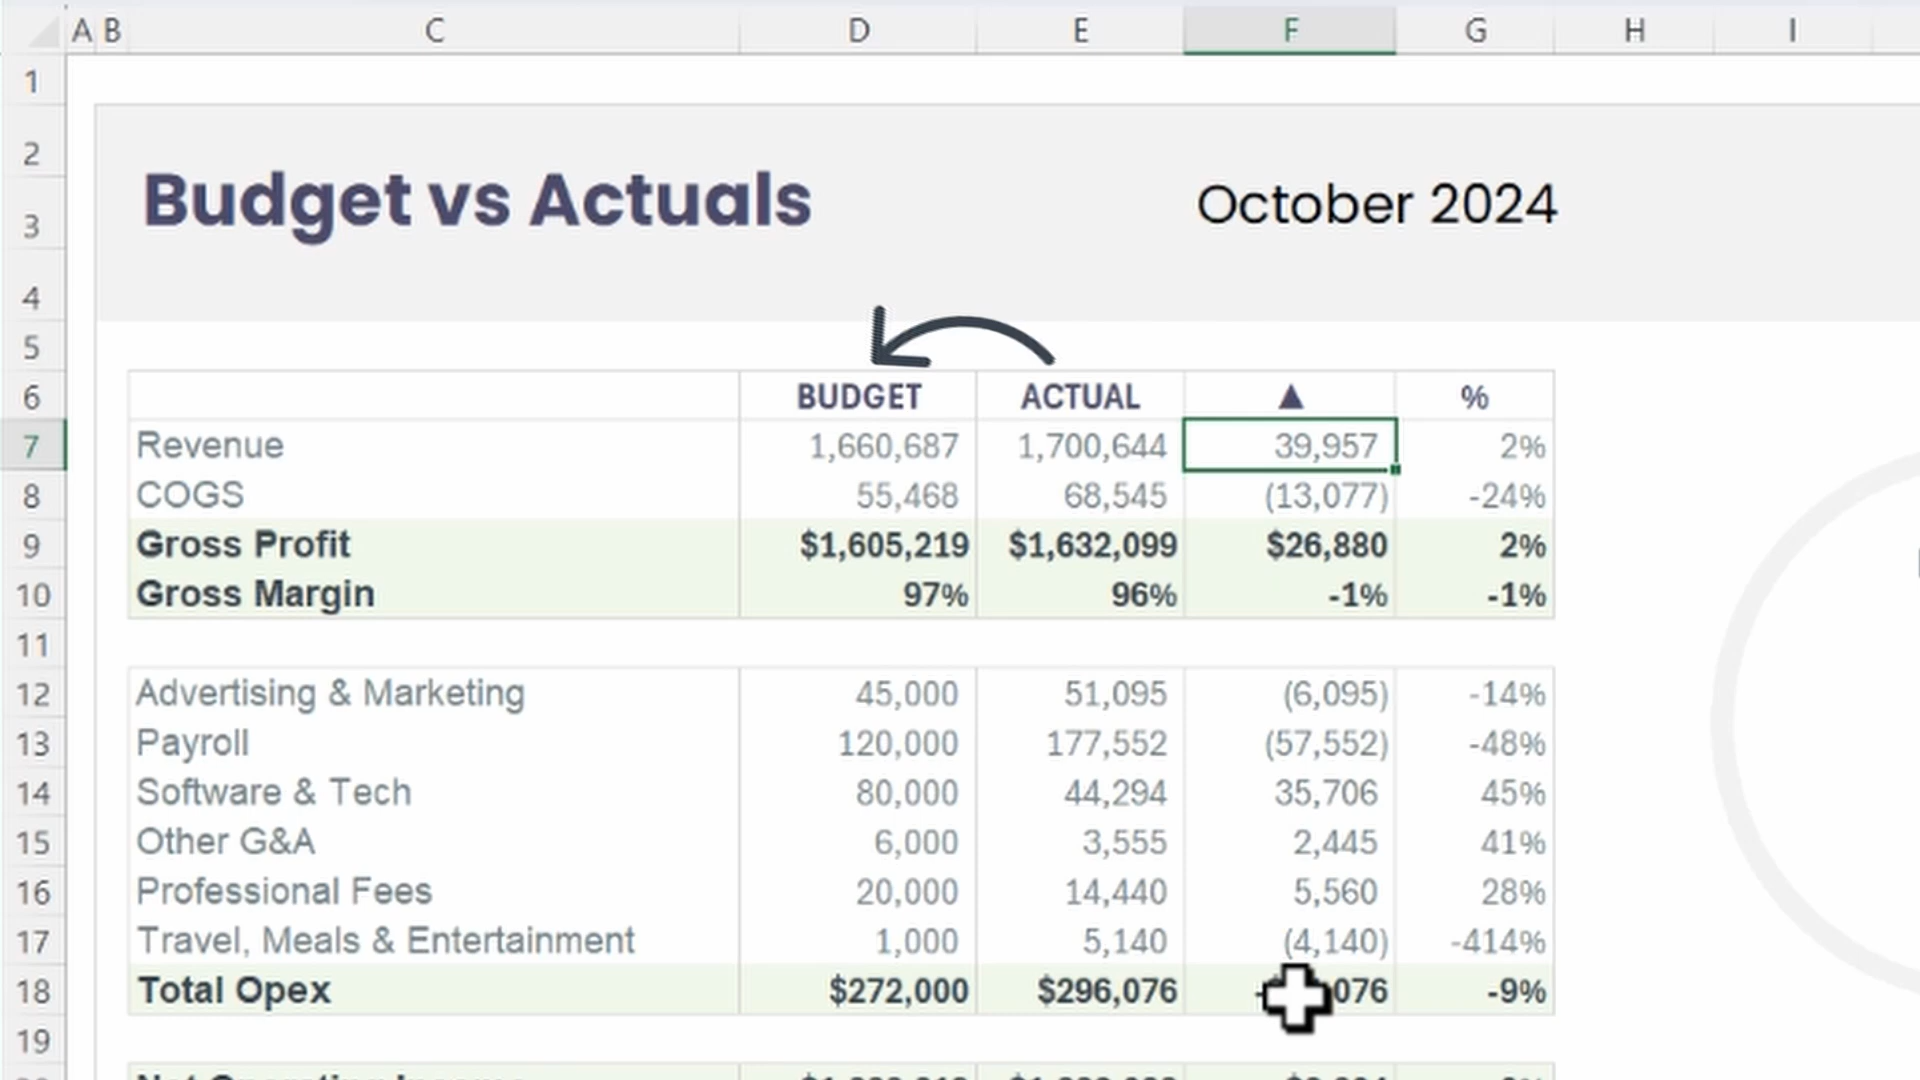 A B C D E F G H I
1
2
Budget vs Actuals October 2024
3
4
5
6 BUDGET ACTUAL ▲ %
7 Revenue 1,660,687 1,700,644 39,957 2%
8 COGS 55,468 68,545 (13,077) -24%
9 Gross Profit $1,605,219 $1,632,099 $26,880 2%
10 Gross Margin 97% 96% -1% -1%
11
12 Advertising & Marketing 45,000 51,095 (6,095) -14%
13 Payroll 120,000 177,552 (57,552) -48%
14 Software & Tech 80,000 44,294 35,706 45%
15 Other G&A 6,000 3,555 2,445 41%
16 Professional Fees 20,000 14,440 5,560 28%
17 Travel, Meals & Entertainment 1,000 5,140 (4,140) -414%
18 Total Opex $272,000 $296,076 076 -9%
19